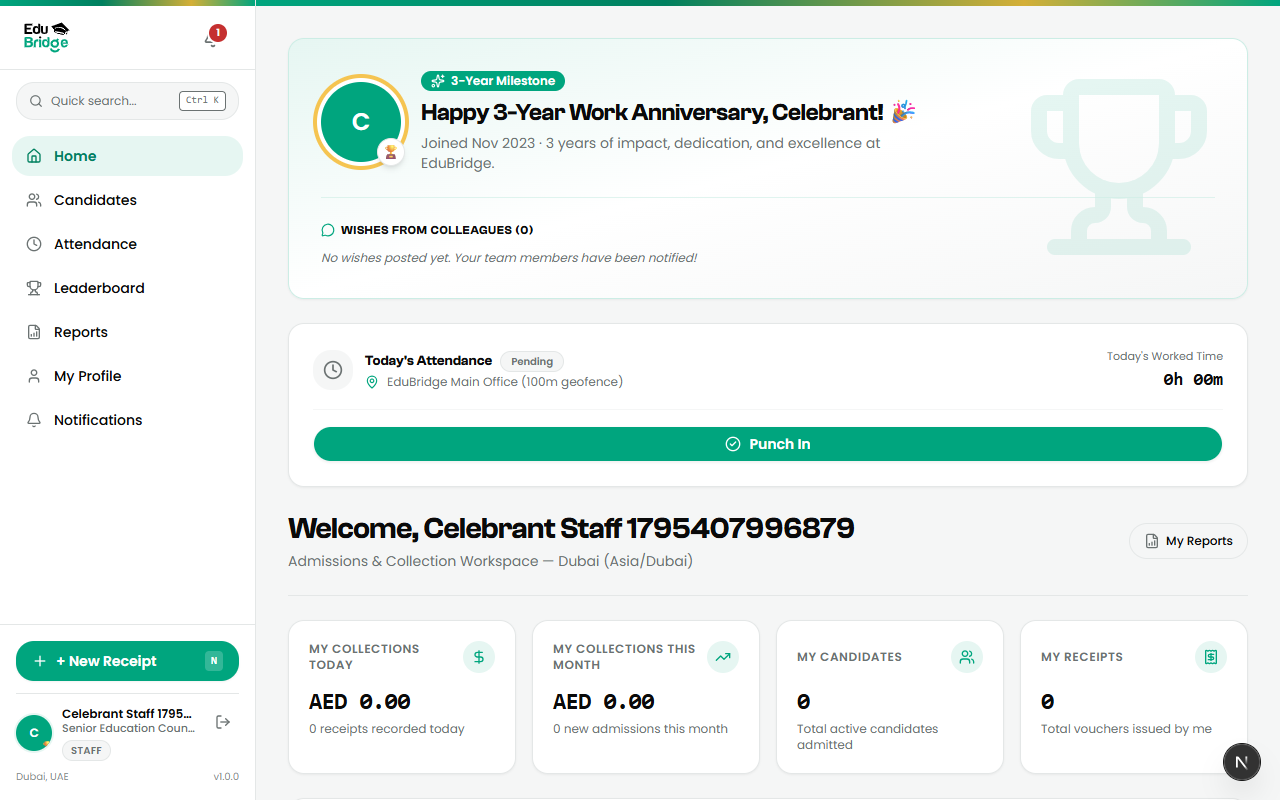 Edu
Bridge
1
Quick search...
Ctrl K
Home
Candidates
Attendance
Leaderboard
Reports
My Profile
Notifications
+ New Receipt
N
C
Celebrant Staff 1795...
Senior Education Coun...
STAFF
Dubai, UAE
v1.0.0
C
3-Year Milestone
Happy 3-Year Work Anniversary, Celebrant! 🎉
Joined Nov 2023 · 3 years of impact, dedication, and excellence at
EduBridge.
WISHES FROM COLLEAGUES (0)
No wishes posted yet. Your team members have been notified!
Today's Attendance
Pending
EduBridge Main Office (100m geofence)
Today's Worked Time
0h 00m
Punch In
Welcome, Celebrant Staff 1795407996879
Admissions & Collection Workspace — Dubai (Asia/Dubai)
My Reports
MY COLLECTIONS
TODAY
AED 0.00
0 receipts recorded today
MY COLLECTIONS THIS
MONTH
AED 0.00
0 new admissions this month
MY CANDIDATES
0
Total active candidates
admitted
MY RECEIPTS
0
Total vouchers issued by me
N